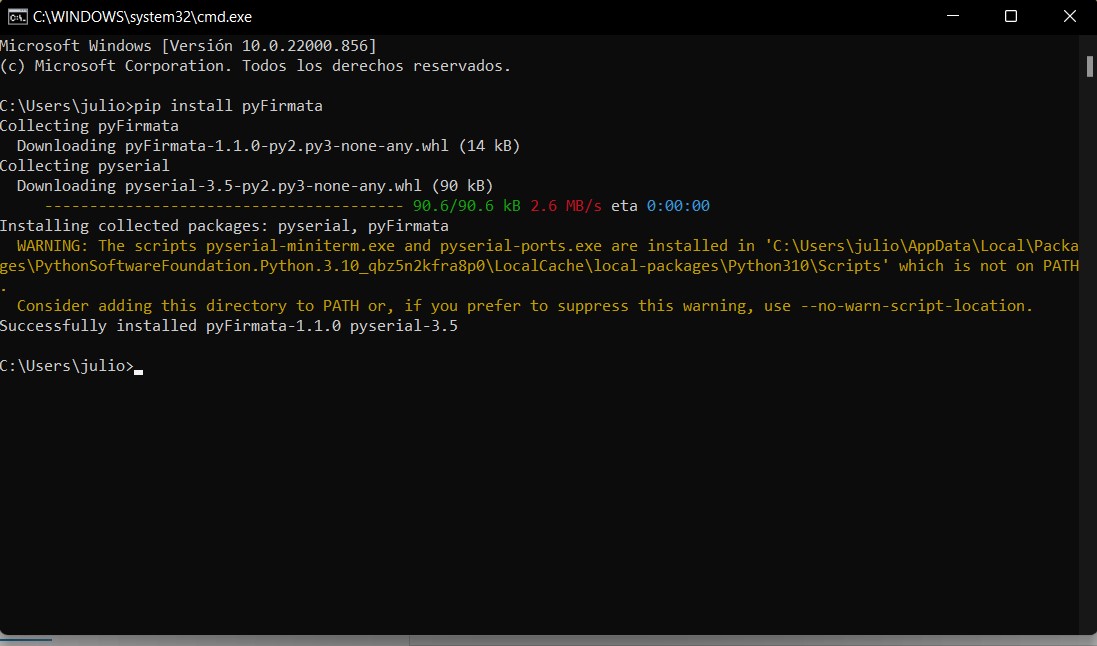 C:\WINDOWS\system32\cmd.exe
Microsoft Windows [Versión 10.0.22000.856]
(c) Microsoft Corporation. Todos los derechos reservados.
C:\Users\julio>pip install pyFirmata
Collecting pyFirmata
  Downloading pyFirmata-1.1.0-py2.py3-none-any.whl (14 kB)
Collecting pyserial
  Downloading pyserial-3.5-py2.py3-none-any.whl (90 kB)
     ---------------------------------------- 90.6/90.6 kB 2.6 MB/s eta 0:00:00
Installing collected packages: pyserial, pyFirmata
  WARNING: The scripts pyserial-miniterm.exe and pyserial-ports.exe are installed in 'C:\Users\julio\AppData\Local\Packa
ges\PythonSoftwareFoundation.Python.3.10_qbz5n2kfra8p0\LocalCache\local-packages\Python310\Scripts' which is not on PATH
.
  Consider adding this directory to PATH or, if you prefer to suppress this warning, use --no-warn-script-location.
Successfully installed pyFirmata-1.1.0 pyserial-3.5
C:\Users\julio>